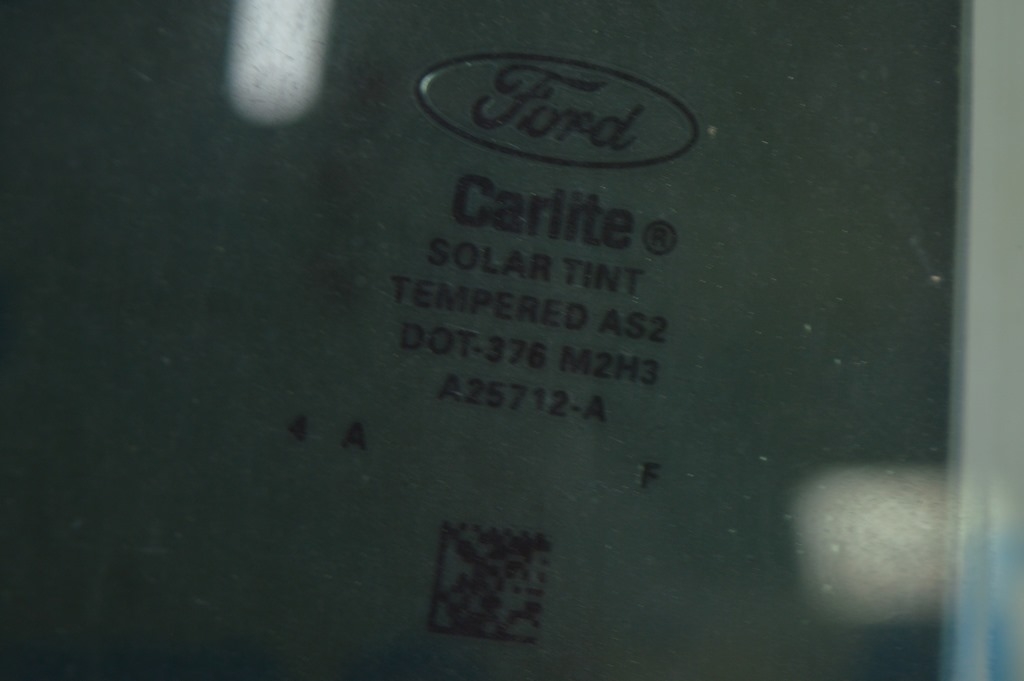 Ford
Carlite®
SOLAR TINT
TEMPERED AS2
DOT-376 M2H3
A25712-A
4 A
F